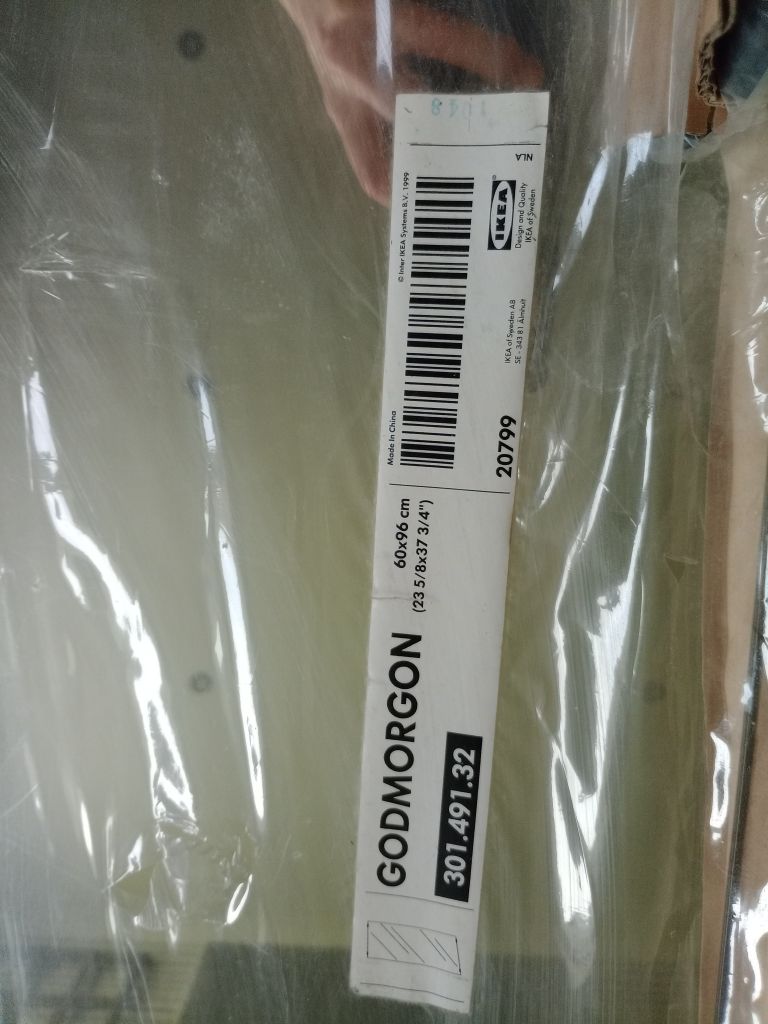 GODMORGON
301.491.32
60x96 cm
(23 5/8x37 3/4")
Made in China
© Inter IKEA Systems B.V. 1999
20799
IKEA of Sweden AB
SE - 343 81 Älmhult
IKEA®
Design and Quality
IKEA of Sweden
NLA